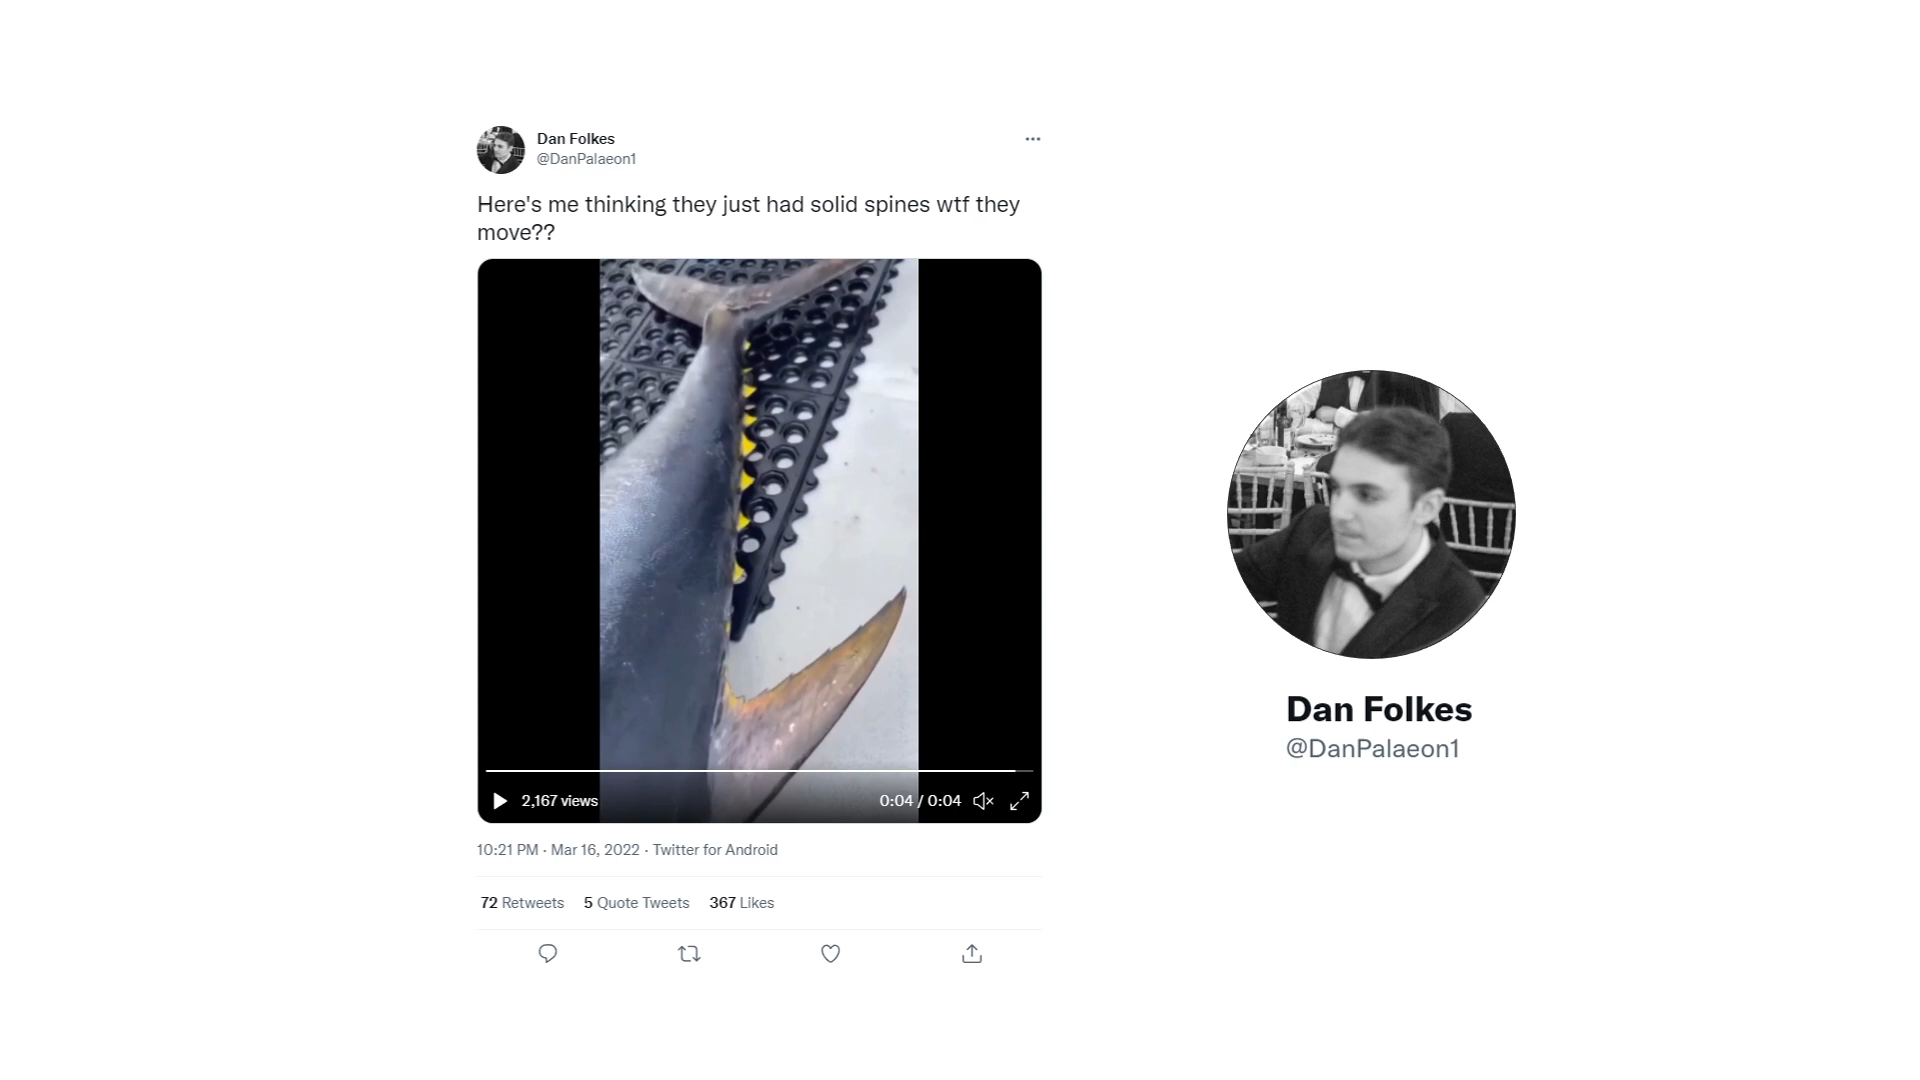 Dan Folkes
@DanPalaeon1
Here's me thinking they just had solid spines wtf they
move??
2,167 views
0:04 / 0:04
10:21 PM · Mar 16, 2022 · Twitter for Android
72 Retweets 5 Quote Tweets 367 Likes
Dan Folkes
@DanPalaeon1